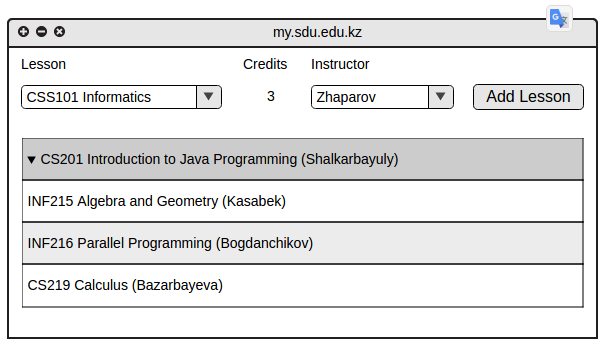 my.sdu.edu.kz
Lesson Credits Instructor
CSS101 Informatics 3 Zhaparov Add Lesson
CS201 Introduction to Java Programming (Shalkarbayuly)
INF215 Algebra and Geometry (Kasabek)
INF216 Parallel Programming (Bogdanchikov)
CS219 Calculus (Bazarbayeva)